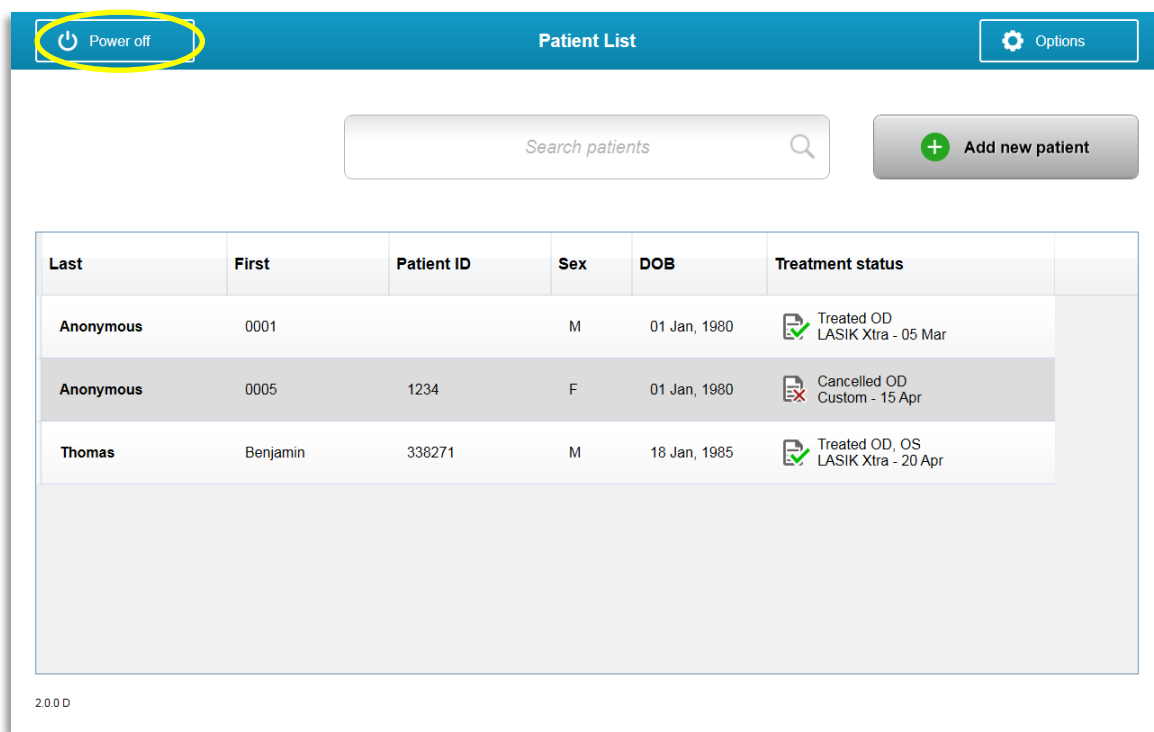 Power off
Patient List
Options
Search patients
Add new patient
Last First Patient ID Sex DOB Treatment status
Anonymous 0001 M 01 Jan, 1980 Treated OD
LASIK Xtra - 05 Mar
Anonymous 0005 1234 F 01 Jan, 1980 Cancelled OD
Custom - 15 Apr
Thomas Benjamin 338271 M 18 Jan, 1985 Treated OD, OS
LASIK Xtra - 20 Apr
2.0.0 D